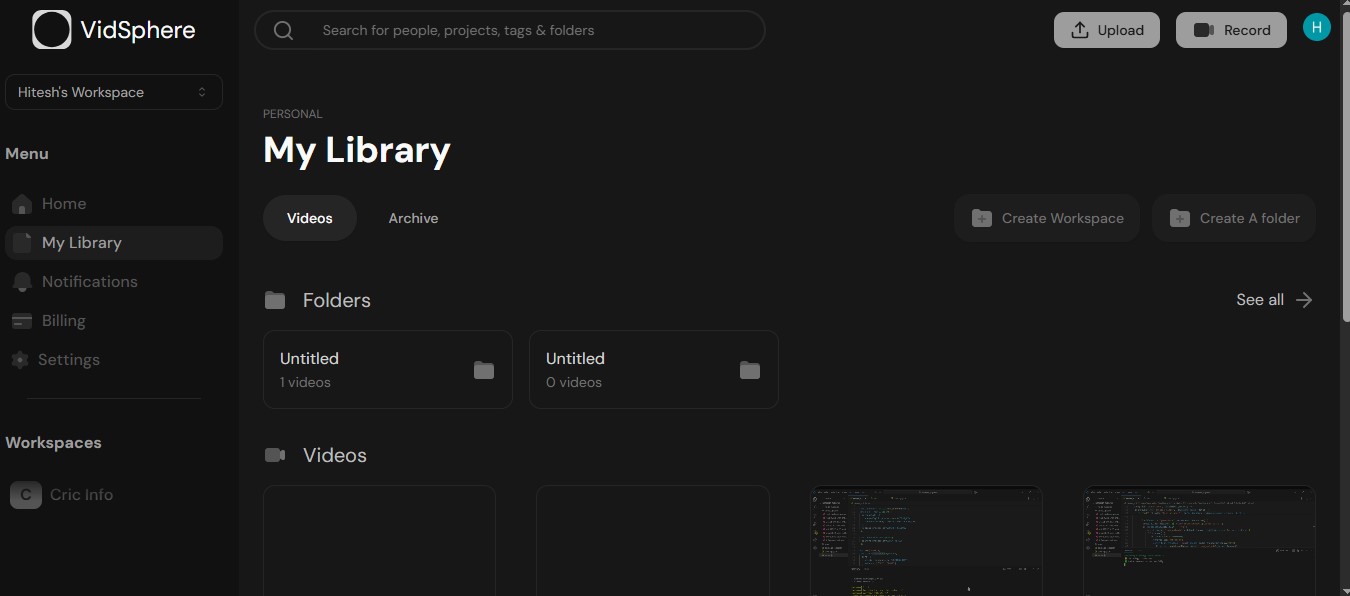 VidSphere
Search for people, projects, tags & folders
Upload
Record
H
Hitesh's Workspace
Menu
Home
My Library
Notifications
Billing
Settings
Workspaces
C
Cric Info
PERSONAL
My Library
Videos
Archive
Create Workspace
Create A folder
Folders
See all
Untitled
1 videos
Untitled
0 videos
Videos